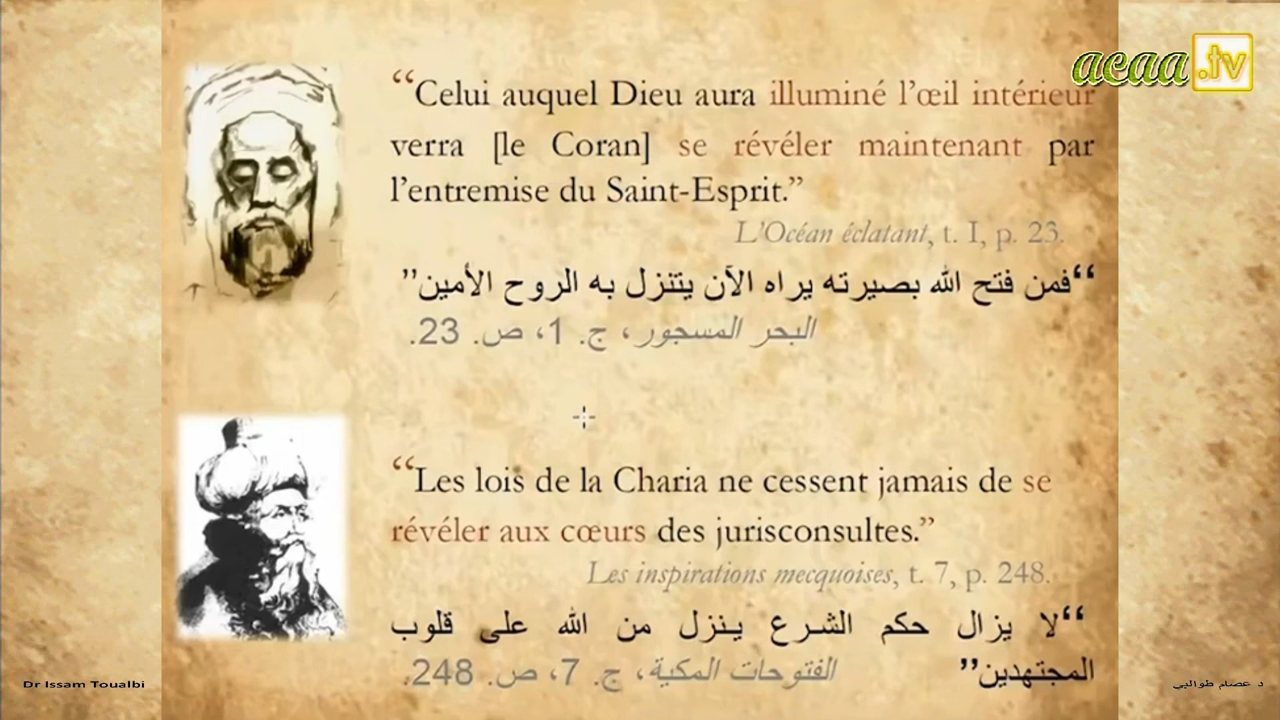 acaa.tv
“Celui auquel Dieu aura illuminé l’œil intérieur
verra [le Coran] se révéler maintenant par
l’entremise du Saint-Esprit.”
L’Océan éclatant, t. I, p. 23.
“فمن فتح الله بصيرته يراه الآن يتنزل به الروح الأمين”
البحر المسجور، ج. 1، ص. 23.
“Les lois de la Charia ne cessent jamais de se
révéler aux cœurs des jurisconsultes.”
Les inspirations mecquoises, t. 7, p. 248.
“لا يزال حكم الشرع ينزل من الله على قلوب
المجتهدين”
الفتوحات المكية، ج. 7، ص. 248.
Dr Issam Toualbi
د عصام طوالبي